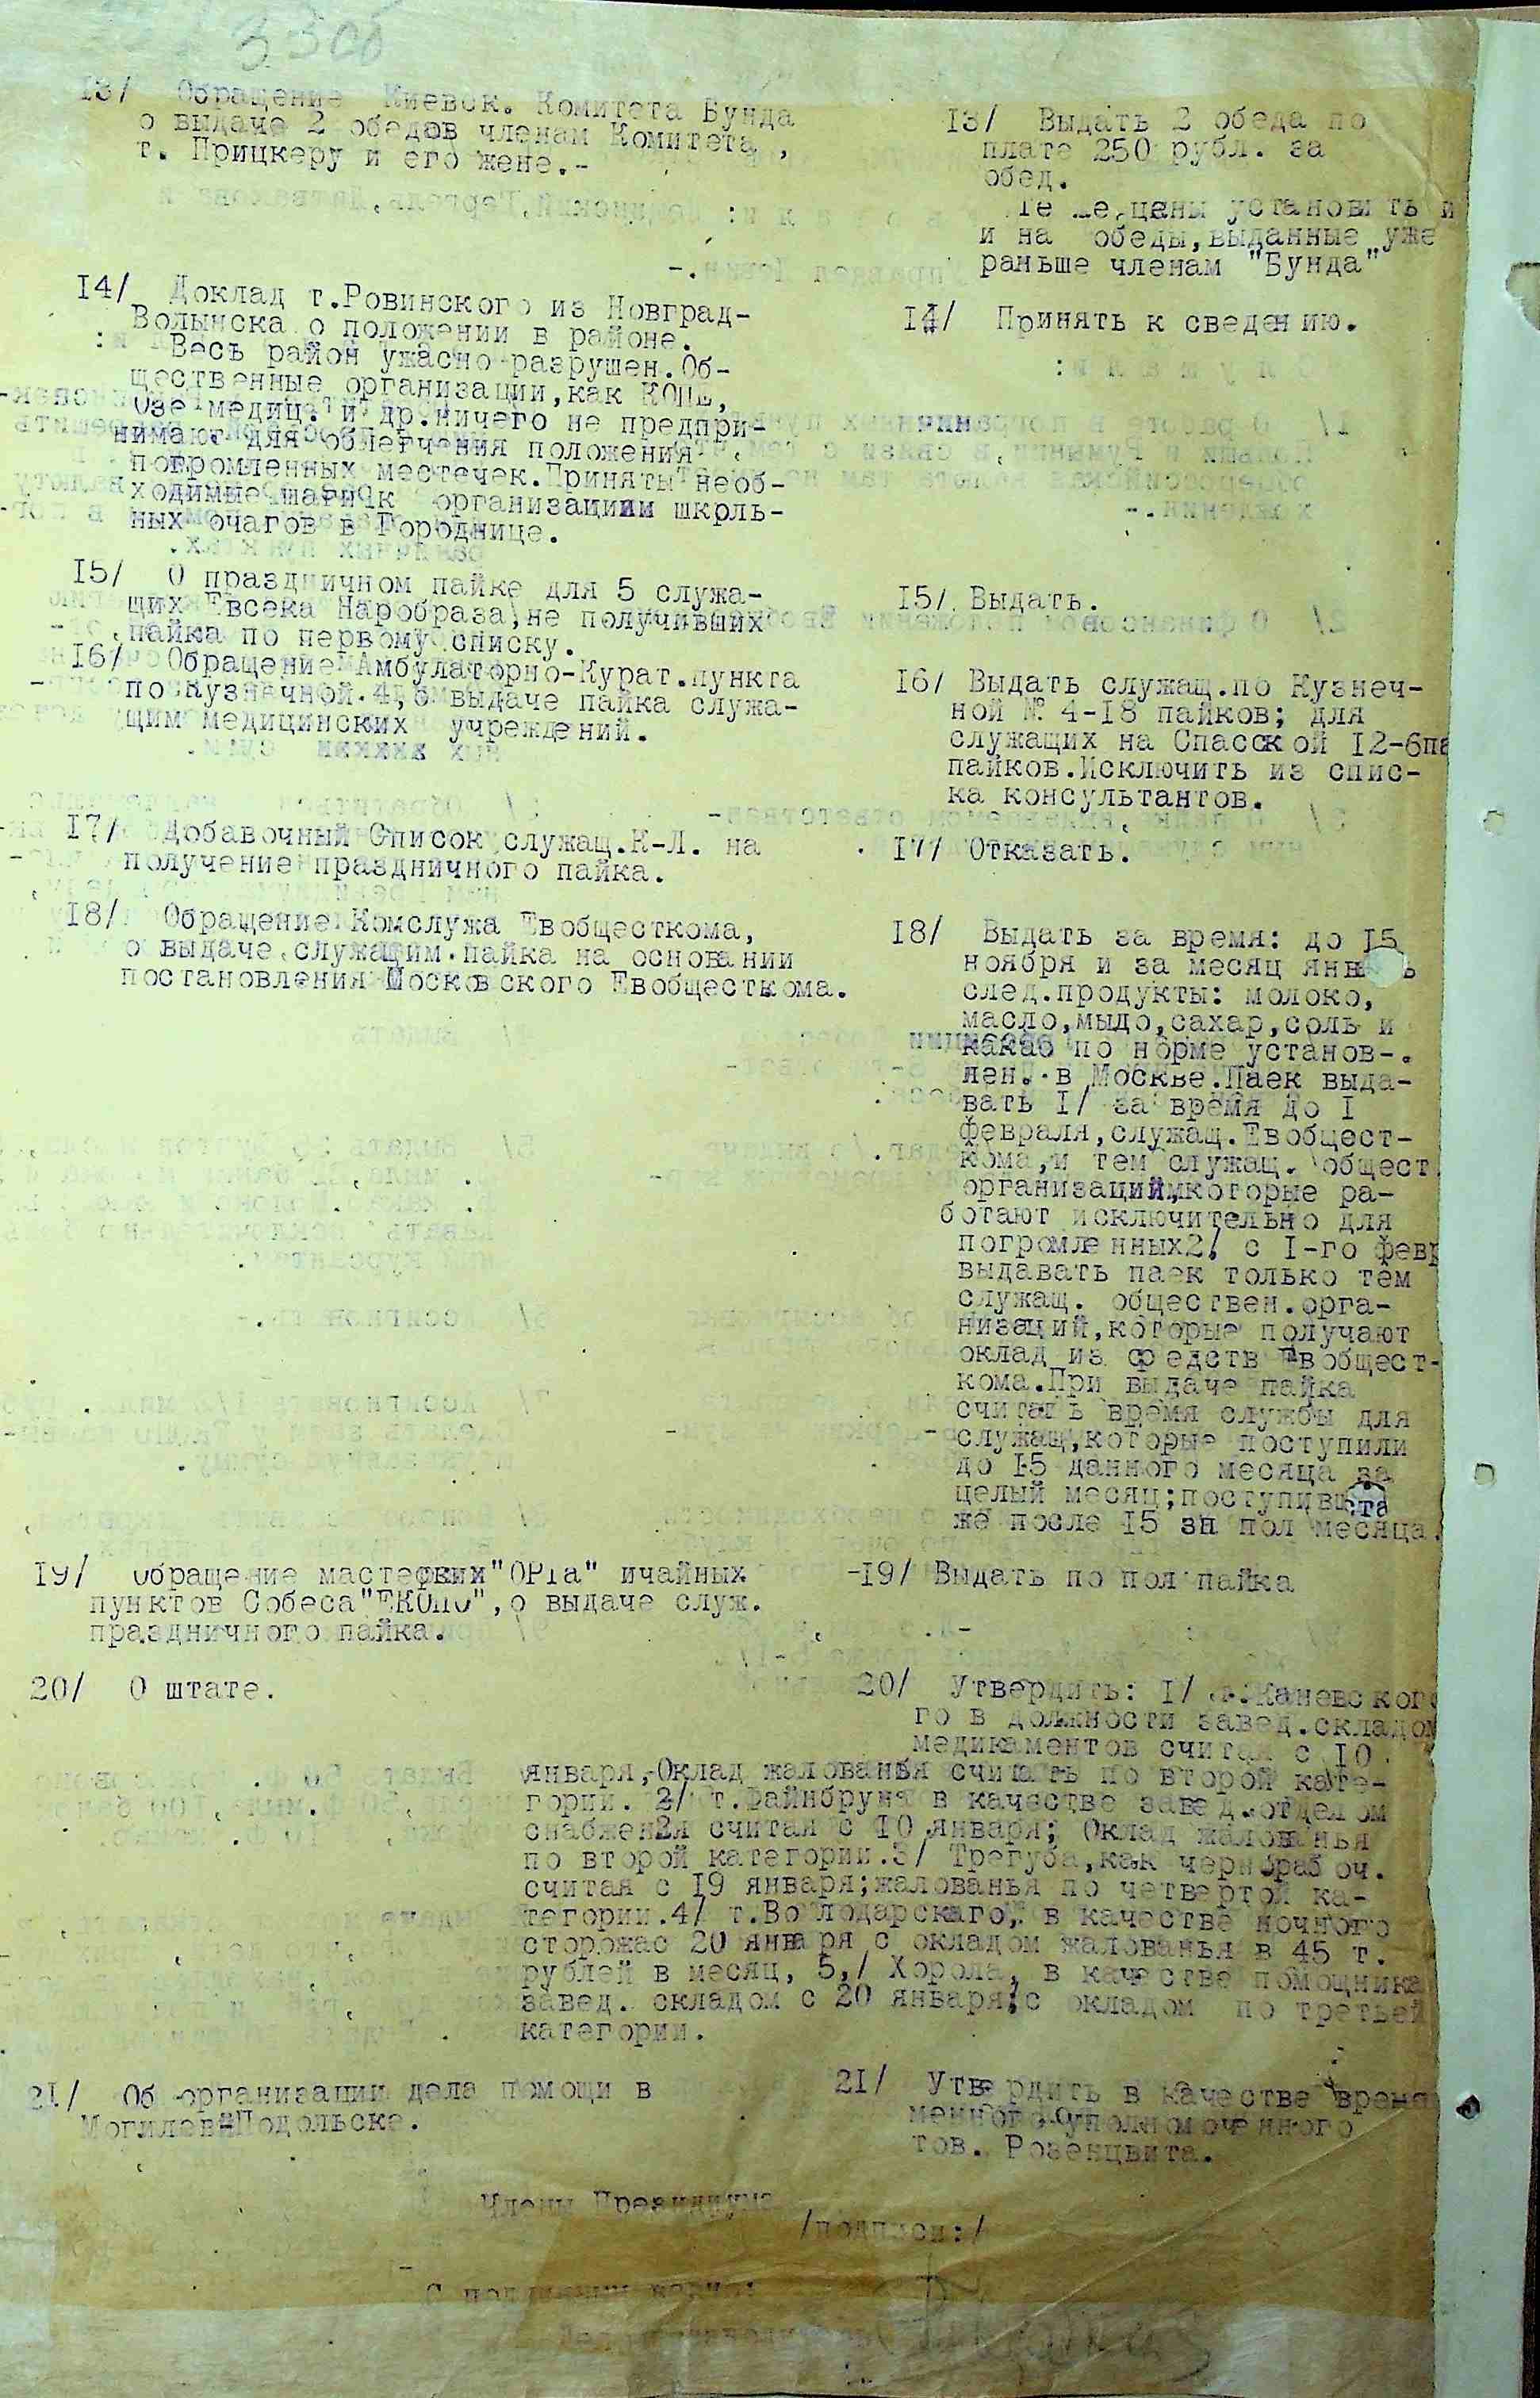 33об
13/ Обращение Киевск. Комитета Бунда
о выдаче 2 обедов членам Комитета,
т. Прицкеру и его жене.-
13/ Выдать 2 обеда по
плате 250 рубл. за
обед.
Те же цены установить и
и на обеды, выданные уже
раньше членам "Бунда"
14/ Доклад т.Ровинского из Новград-
Волынска о положении в районе.
Весь район ужасно разрушен. Об-
щественные организации, как КОПЕ,
Озе медиц. и др. ничего не предпри-
нимают для облегчения положения
погромленных местечек. Приняты необ-
ходимые шаги к организации школь-
ных очагов в Городнице.
14/ Принять к сведению.
15/ О праздничном пайке для 5 служа-
щих Евсека Наробраза, не получивших
пайка по первому списку.
15/. Выдать.
16/ Обращение Амбулаторно-Курат. пункта
по Кузнечной 4, о выдаче пайка служа-
щим медицинских учреждений.
16/ Выдать служащ. по Кузнеч-
ной № 4-18 пайков; для
служащих на Спасской 12-6па
пайков. Исключить из спис-
ка консультантов.
17/ Добавочный Список служащ. К-Л. на
получение праздничного пайка.
17/ Отказать.
18/ Обращение Комслужа Евобщесткома,
о выдаче служащим пайка на основании
постановления Московского Евобщесткома.
18/ Выдать за время: до 15
ноября и за месяц январь
след. продукты: молоко,
масло, мыло, сахар, соль и
какао по норме установ-
лен. в Москве. Паек выда-
вать 1/ за время до 1
февраля, служащ. Евобщест-
кома, и тем служащ. общест.
организаций, которые ра-
ботают исключительно для
погромленных 2/ с 1-го февр
выдавать паек только тем
служащ. обществен. орга-
низаций, которые получают
оклад из средств Евобщест-
кома. При выдаче пайка
считать время службы для
служащ, которые поступили
до 15 данного месяца за
целый месяц; поступивш
же после 15 за пол месяца.
19/ Обращение мастерских "ОРТа" и чайных
пунктов Собеса "ЕКОПО", о выдаче служ.
праздничного пайка.
19/ Выдать по пол пайка
20/ О штате.
20/ Утвердить: 1/ т. Каневского
го в должности завед. складом
медикаментов считая с 10
января, Оклад жалованья считать по второй кате-
гории. 2/ т. Файнбруна в качестве завед. отделом
снабжения считая с 10 января; Оклад жалованья
по второй категории. 3/ Трегуба, как чернорабоч.
считая с 19 января; жалованья по четвертой ка-
тегории. 4/ т. Володарскаго, в качестве ночного
сторожас 20 января с окладом жалованья в 45 т.
рублей в месяц, 5,/ Хорола, в качестве помощника
завед. складом с 20 января; с окладом по третьей
категории.
21/ Об организации дела помощи в
Могилев-Подольске.
21/ Утвердить в качестве време
менного уполномоченного
тов. Розенцвита.
Члены Президиума
/подписи:/
С подлинным верно: